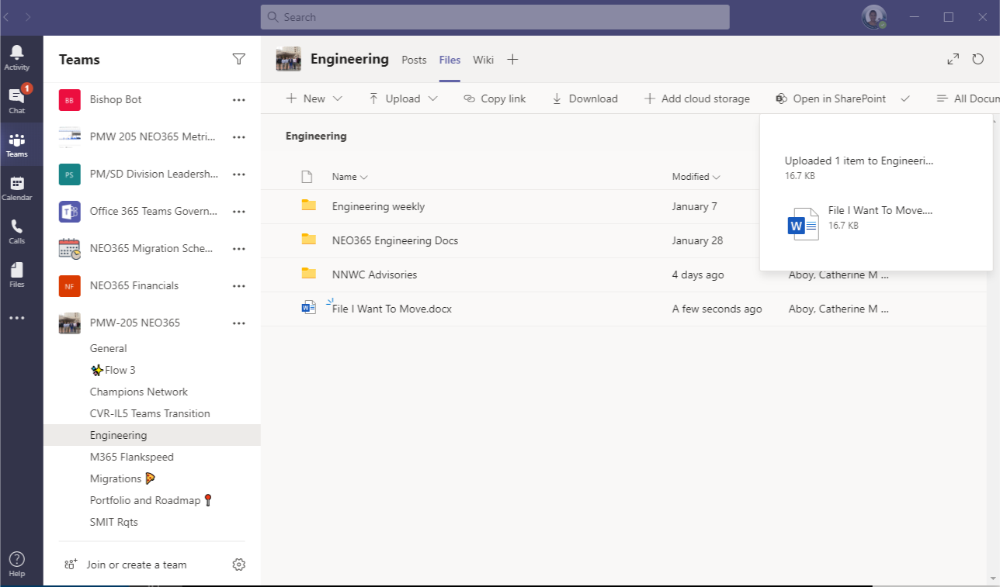 Search
Activity
Chat
1
Teams
Calendar
Calls
Files
Help
Teams
BB Bishop Bot
PMW 205 NEO365 Metri...
PS PM/SD Division Leadersh...
T Office 365 Teams Govern...
NEO365 Migration Sche...
NF NEO365 Financials
PMW-205 NEO365
General
Flow 3
Champions Network
CVR-IL5 Teams Transition
Engineering
M365 Flankspeed
Migrations
Portfolio and Roadmap
SMIT Rqts
Join or create a team
Engineering Posts Files Wiki
New Upload Copy link Download Add cloud storage Open in SharePoint All Docum
Engineering
Name Modified
Engineering weekly January 7
NEO365 Engineering Docs January 28
NNWC Advisories 4 days ago Aboy, Catherine M ...
W File I Want To Move.docx A few seconds ago Aboy, Catherine M ...
Uploaded 1 item to Engineeri...
16.7 KB
W File I Want To Move....
16.7 KB